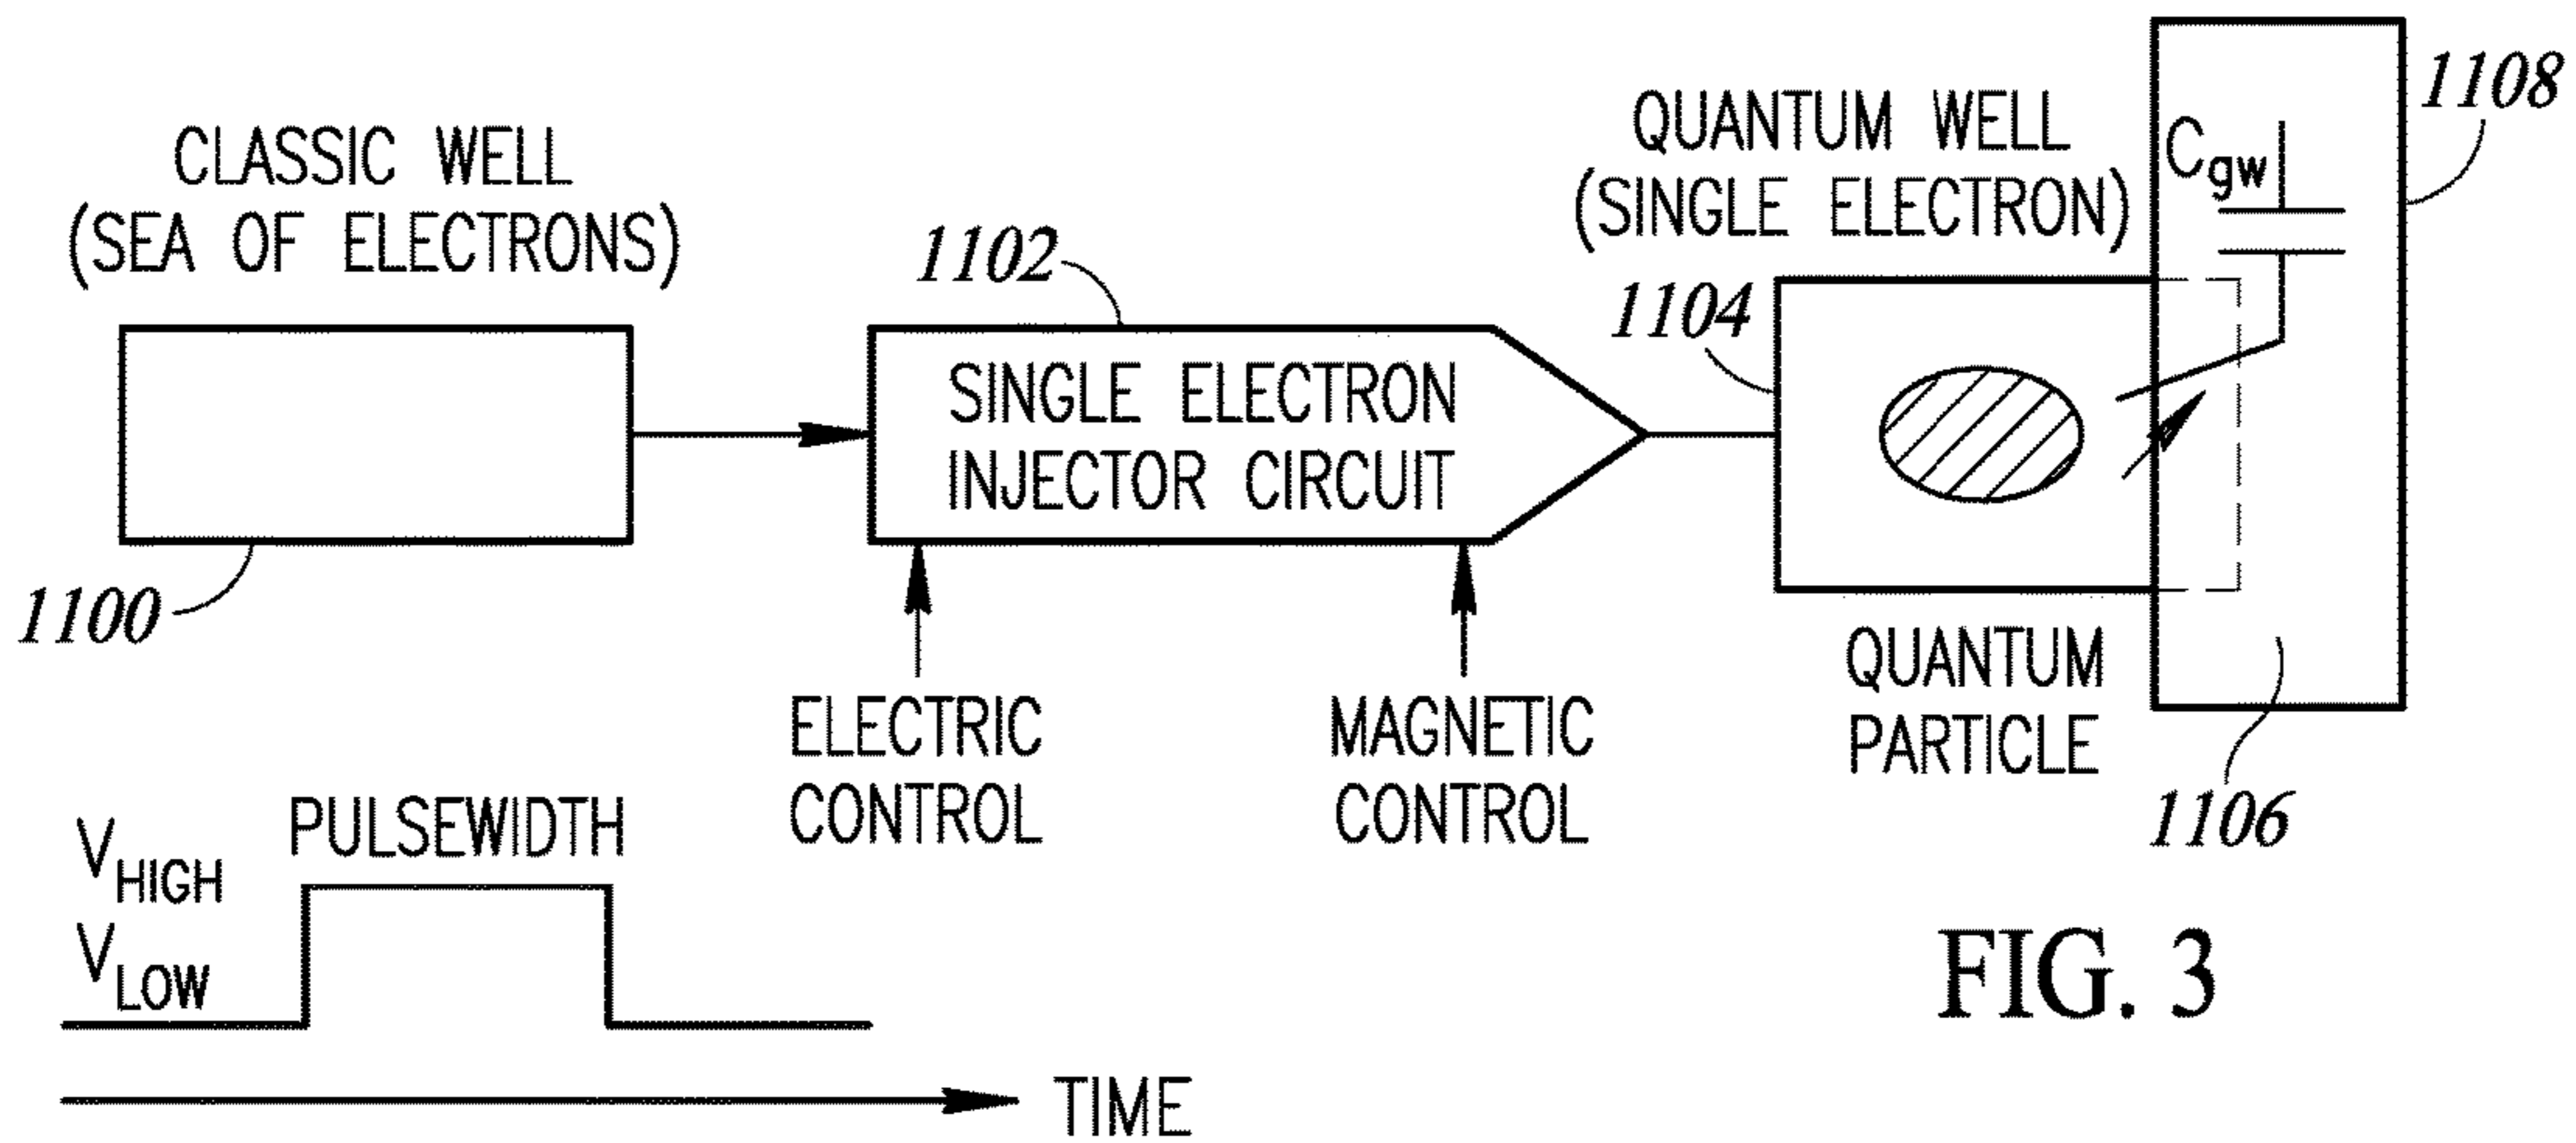 CLASSIC WELL
(SEA OF ELECTRONS)
1100
1102
SINGLE ELECTRON
INJECTOR CIRCUIT
ELECTRIC
CONTROL
MAGNETIC
CONTROL
QUANTUM WELL
(SINGLE ELECTRON)
1104
Cgw
1108
QUANTUM
PARTICLE
1106
VHIGH
PULSEWIDTH
VLOW
TIME
FIG. 3